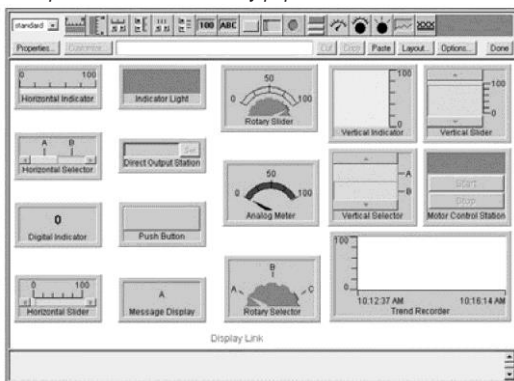 standard
100 ABC
Properties... Customize... Cut Copy Paste Layout... Options... Done
0 100
Horizontal Indicator
Indicator Light
50
0 100
Rotary Slider
100
0
Vertical Indicator
100
0
Vertical Slider
A B
Horizontal Selector
Set
Direct Output Station
50
0 100
Analog Meter
A
B
Vertical Selector
Start
Stop
Motor Control Station
0
Digital Indicator
Push Button
0 100
Horizontal Slider
A
Message Display
B
A C
Rotary Selector
100
0
10:12:37 AM 10:16:14 AM
Trend Recorder
Display Link